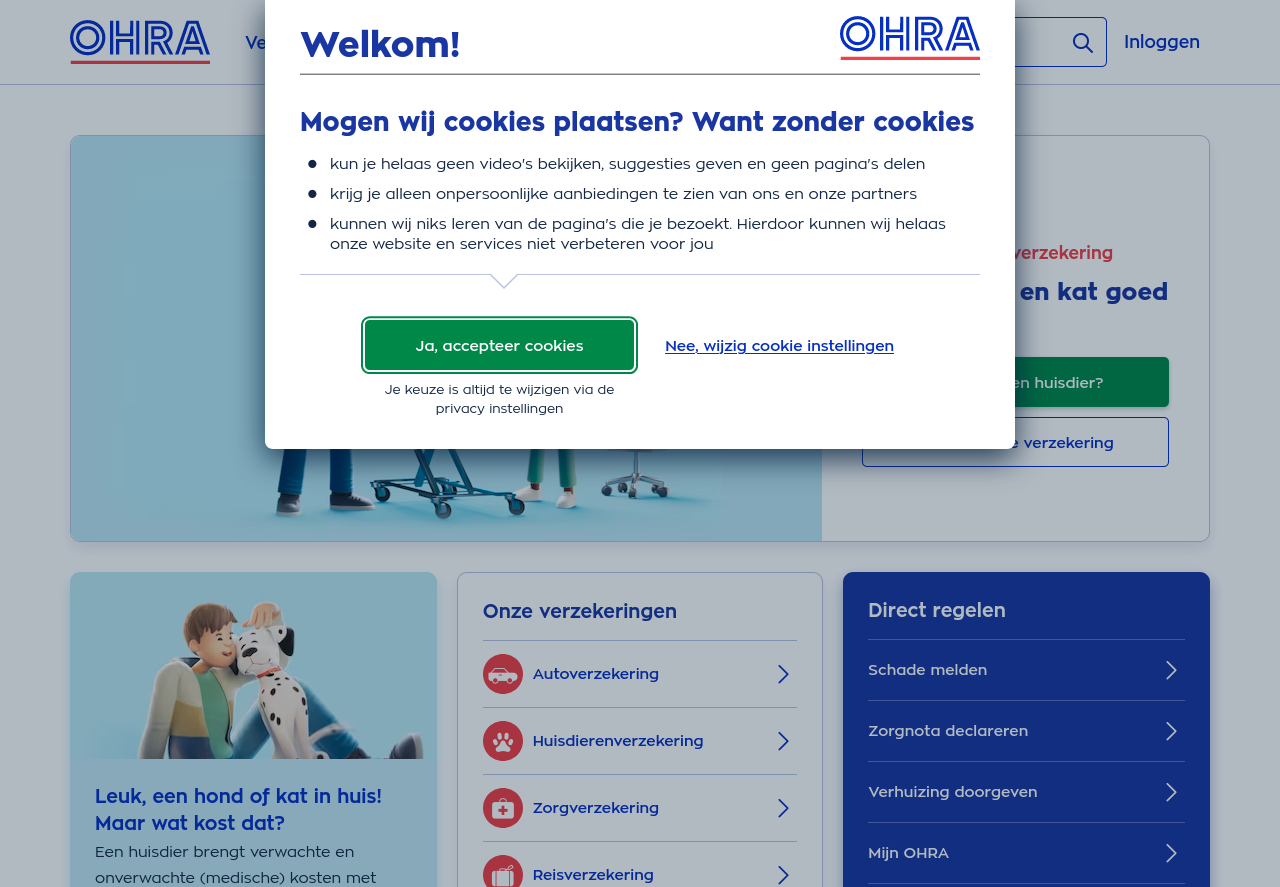 OHRA
Ve
Inloggen
Welkom!
OHRA
Mogen wij cookies plaatsen? Want zonder cookies
kun je helaas geen video's bekijken, suggesties geven en geen pagina's delen
krijg je alleen onpersoonlijke aanbiedingen te zien van ons en onze partners
kunnen wij niks leren van de pagina's die je bezoekt. Hierdoor kunnen wij helaas
onze website en services niet verbeteren voor jou
Ja, accepteer cookies
Nee, wijzig cookie instellingen
Je keuze is altijd te wijzigen via de
privacy instellingen
verzekering
en kat goed
en huisdier?
e verzekering
Leuk, een hond of kat in huis!
Maar wat kost dat?
Een huisdier brengt verwachte en
onverwachte (medische) kosten met
Onze verzekeringen
Autoverzekering
Huisdierenverzekering
Zorgverzekering
Reisverzekering
Direct regelen
Schade melden
Zorgnota declareren
Verhuizing doorgeven
Mijn OHRA